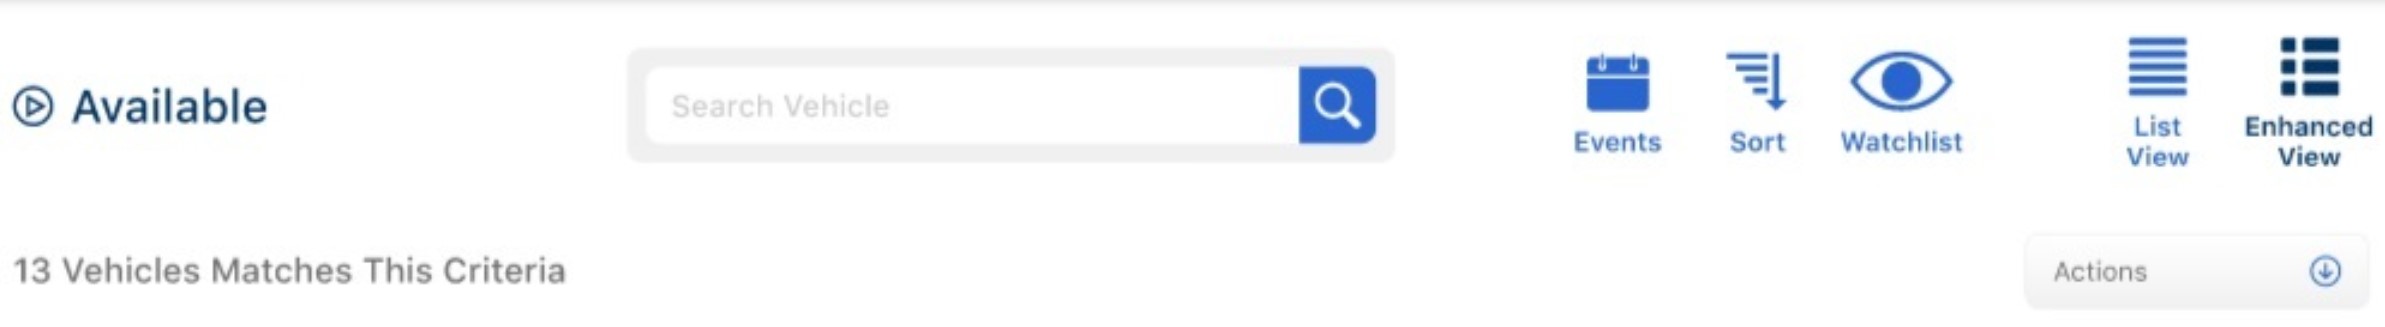 Available
Search Vehicle
Events
Sort
Watchlist
List
View
Enhanced
View
13 Vehicles Matches This Criteria
Actions